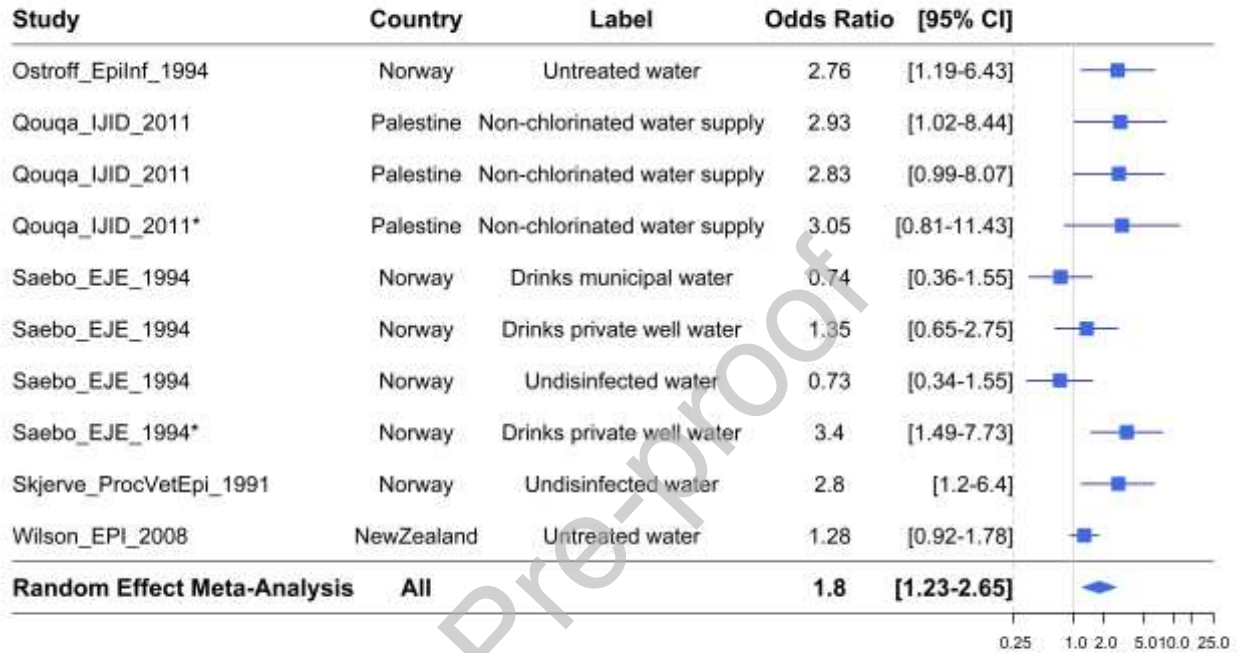 Study Country Label Odds Ratio [95% CI]
Ostroff_EpiInf_1994 Norway Untreated water 2.76 [1.19-6.43]
Qouqa_IJID_2011 Palestine Non-chlorinated water supply 2.93 [1.02-8.44]
Qouqa_IJID_2011 Palestine Non-chlorinated water supply 2.83 [0.99-8.07]
Qouqa_IJID_2011* Palestine Non-chlorinated water supply 3.05 [0.81-11.43]
Saebo_EJE_1994 Norway Drinks municipal water 0.74 [0.36-1.55]
Saebo_EJE_1994 Norway Drinks private well water 1.35 [0.65-2.75]
Saebo_EJE_1994 Norway Undisinfected water 0.73 [0.34-1.55]
Saebo_EJE_1994* Norway Drinks private well water 3.4 [1.49-7.73]
Skjerve_ProcVetEpi_1991 Norway Undisinfected water 2.8 [1.2-6.4]
Wilson_EPI_2008 NewZealand Untreated water 1.28 [0.92-1.78]
Random Effect Meta-Analysis All 1.8 [1.23-2.65]
0.25 1.0 2.0 5.0 10.0 25.0
Pre-proof